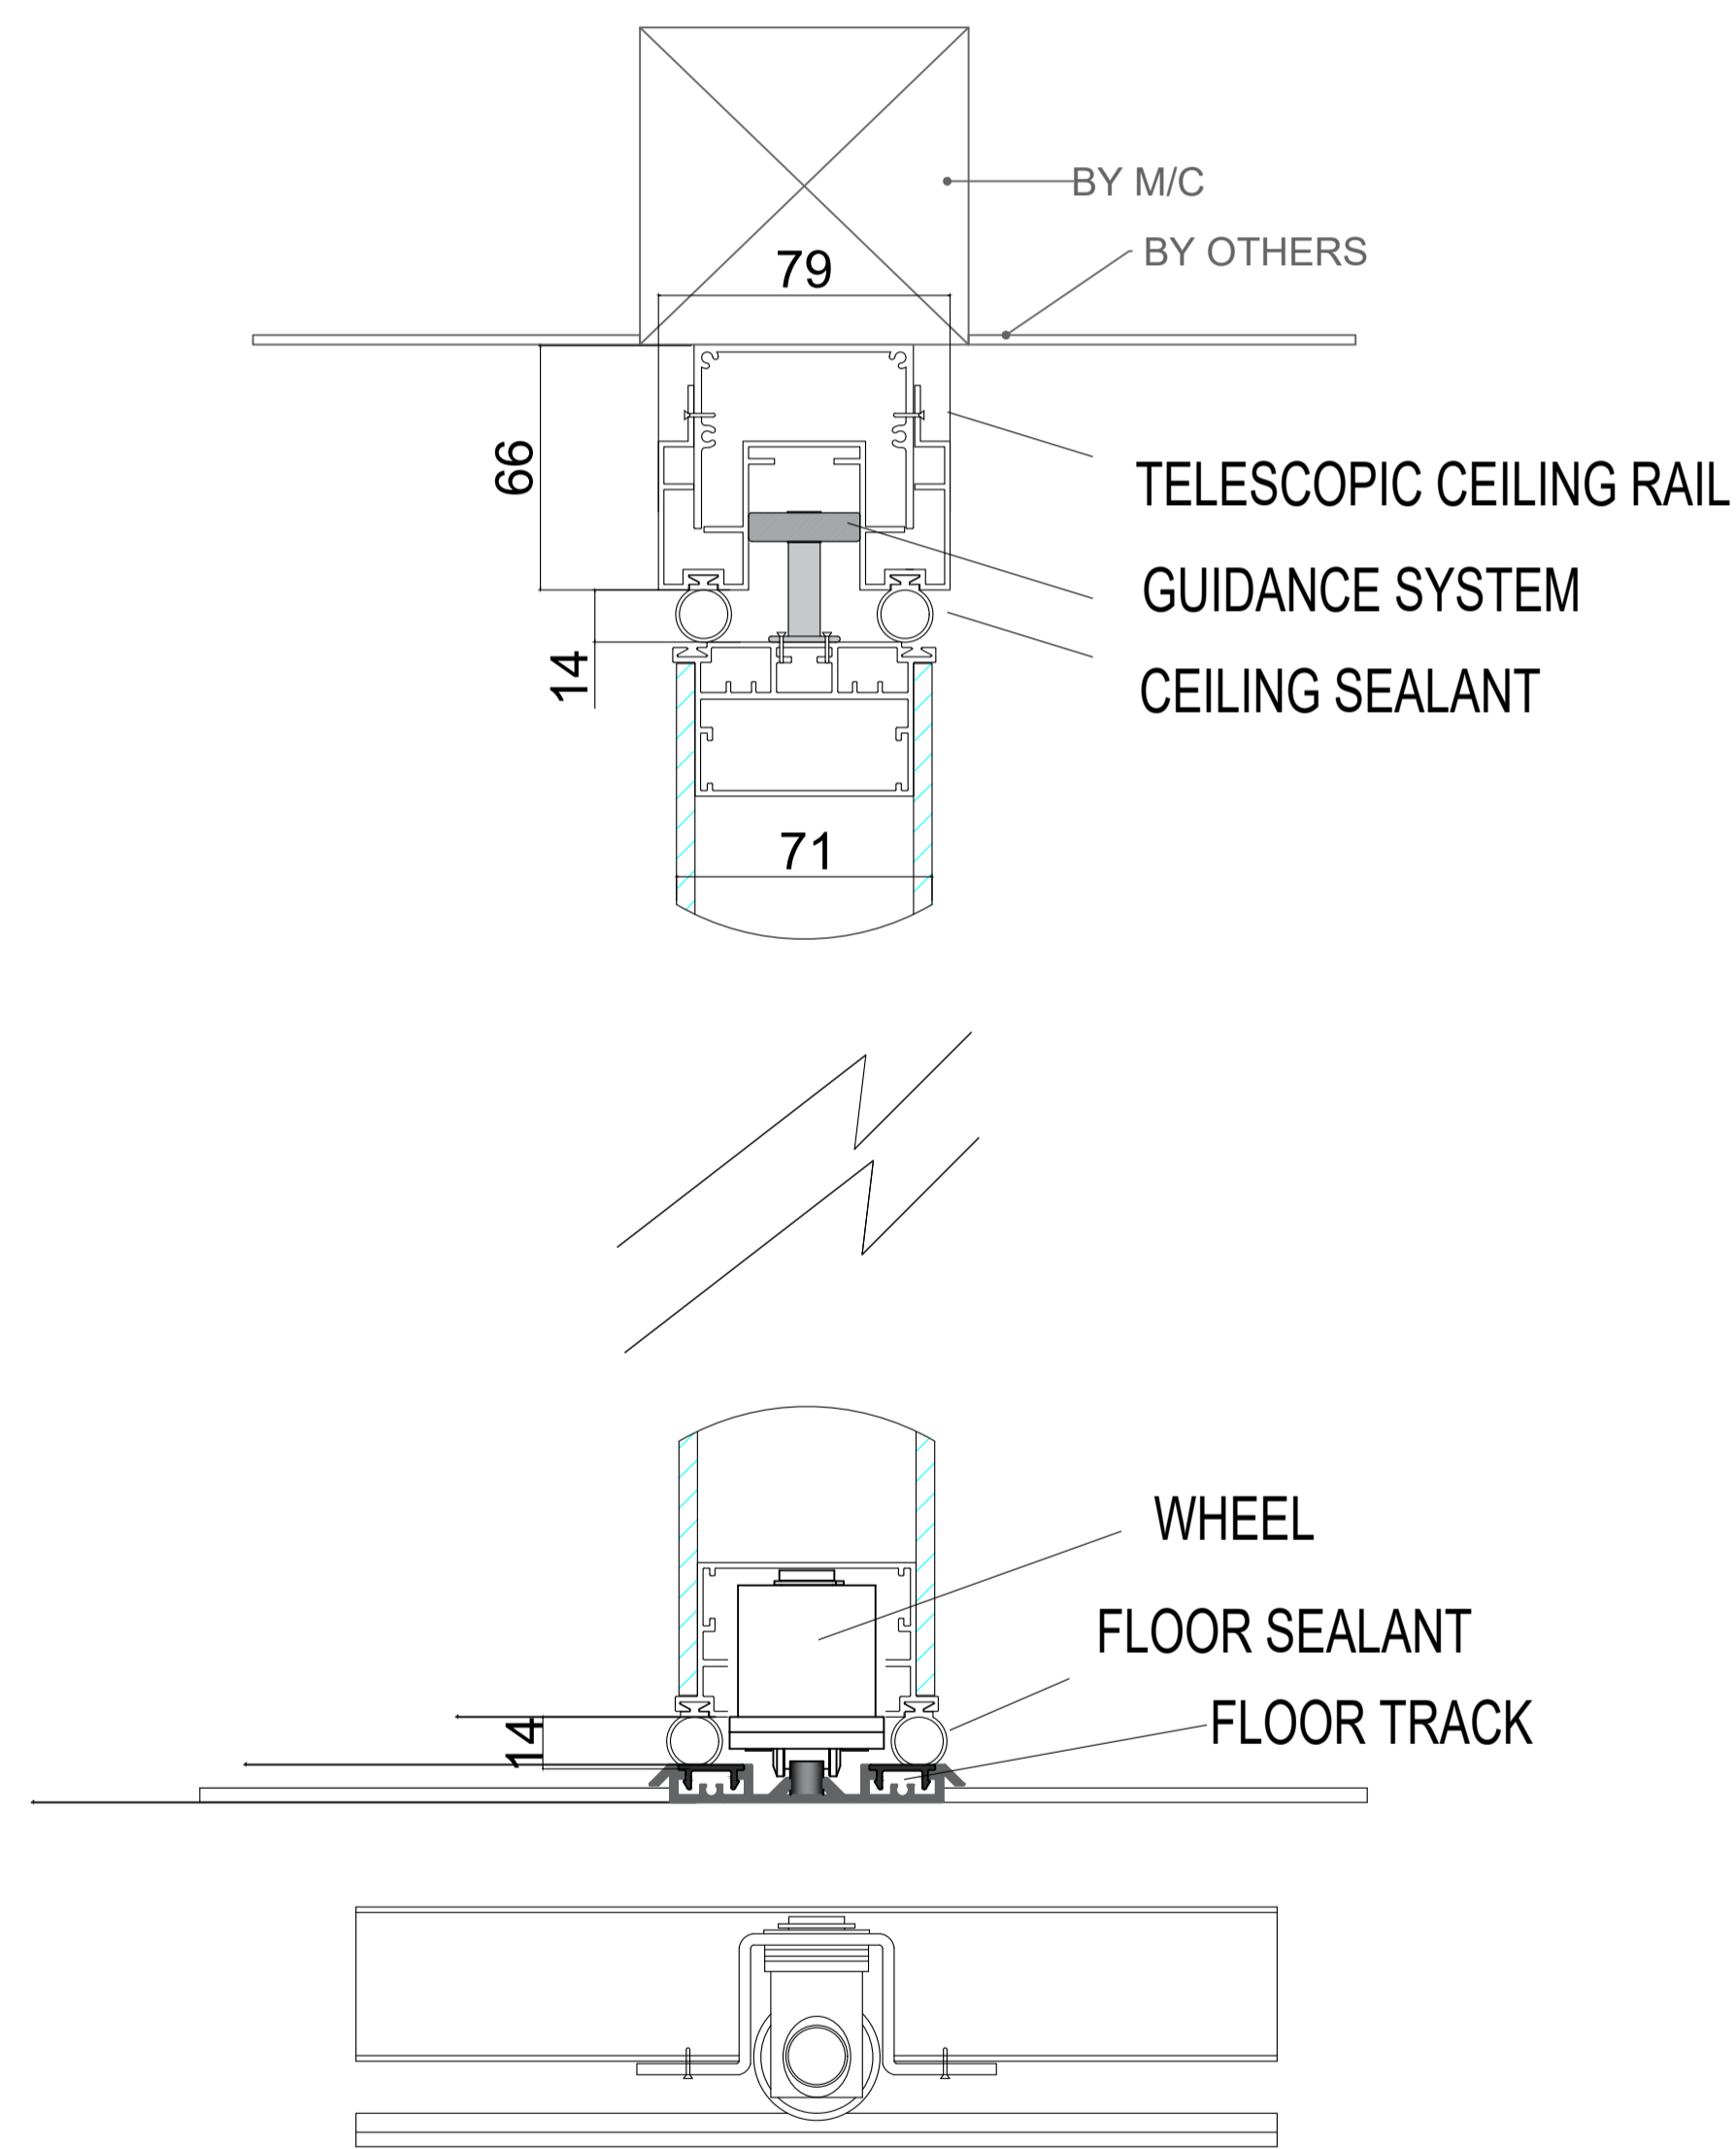 BY M/C
BY OTHERS
79
66
TELESCOPIC CEILING RAIL
GUIDANCE SYSTEM
14
CEILING SEALANT
71
WHEEL
FLOOR SEALANT
14
FLOOR TRACK